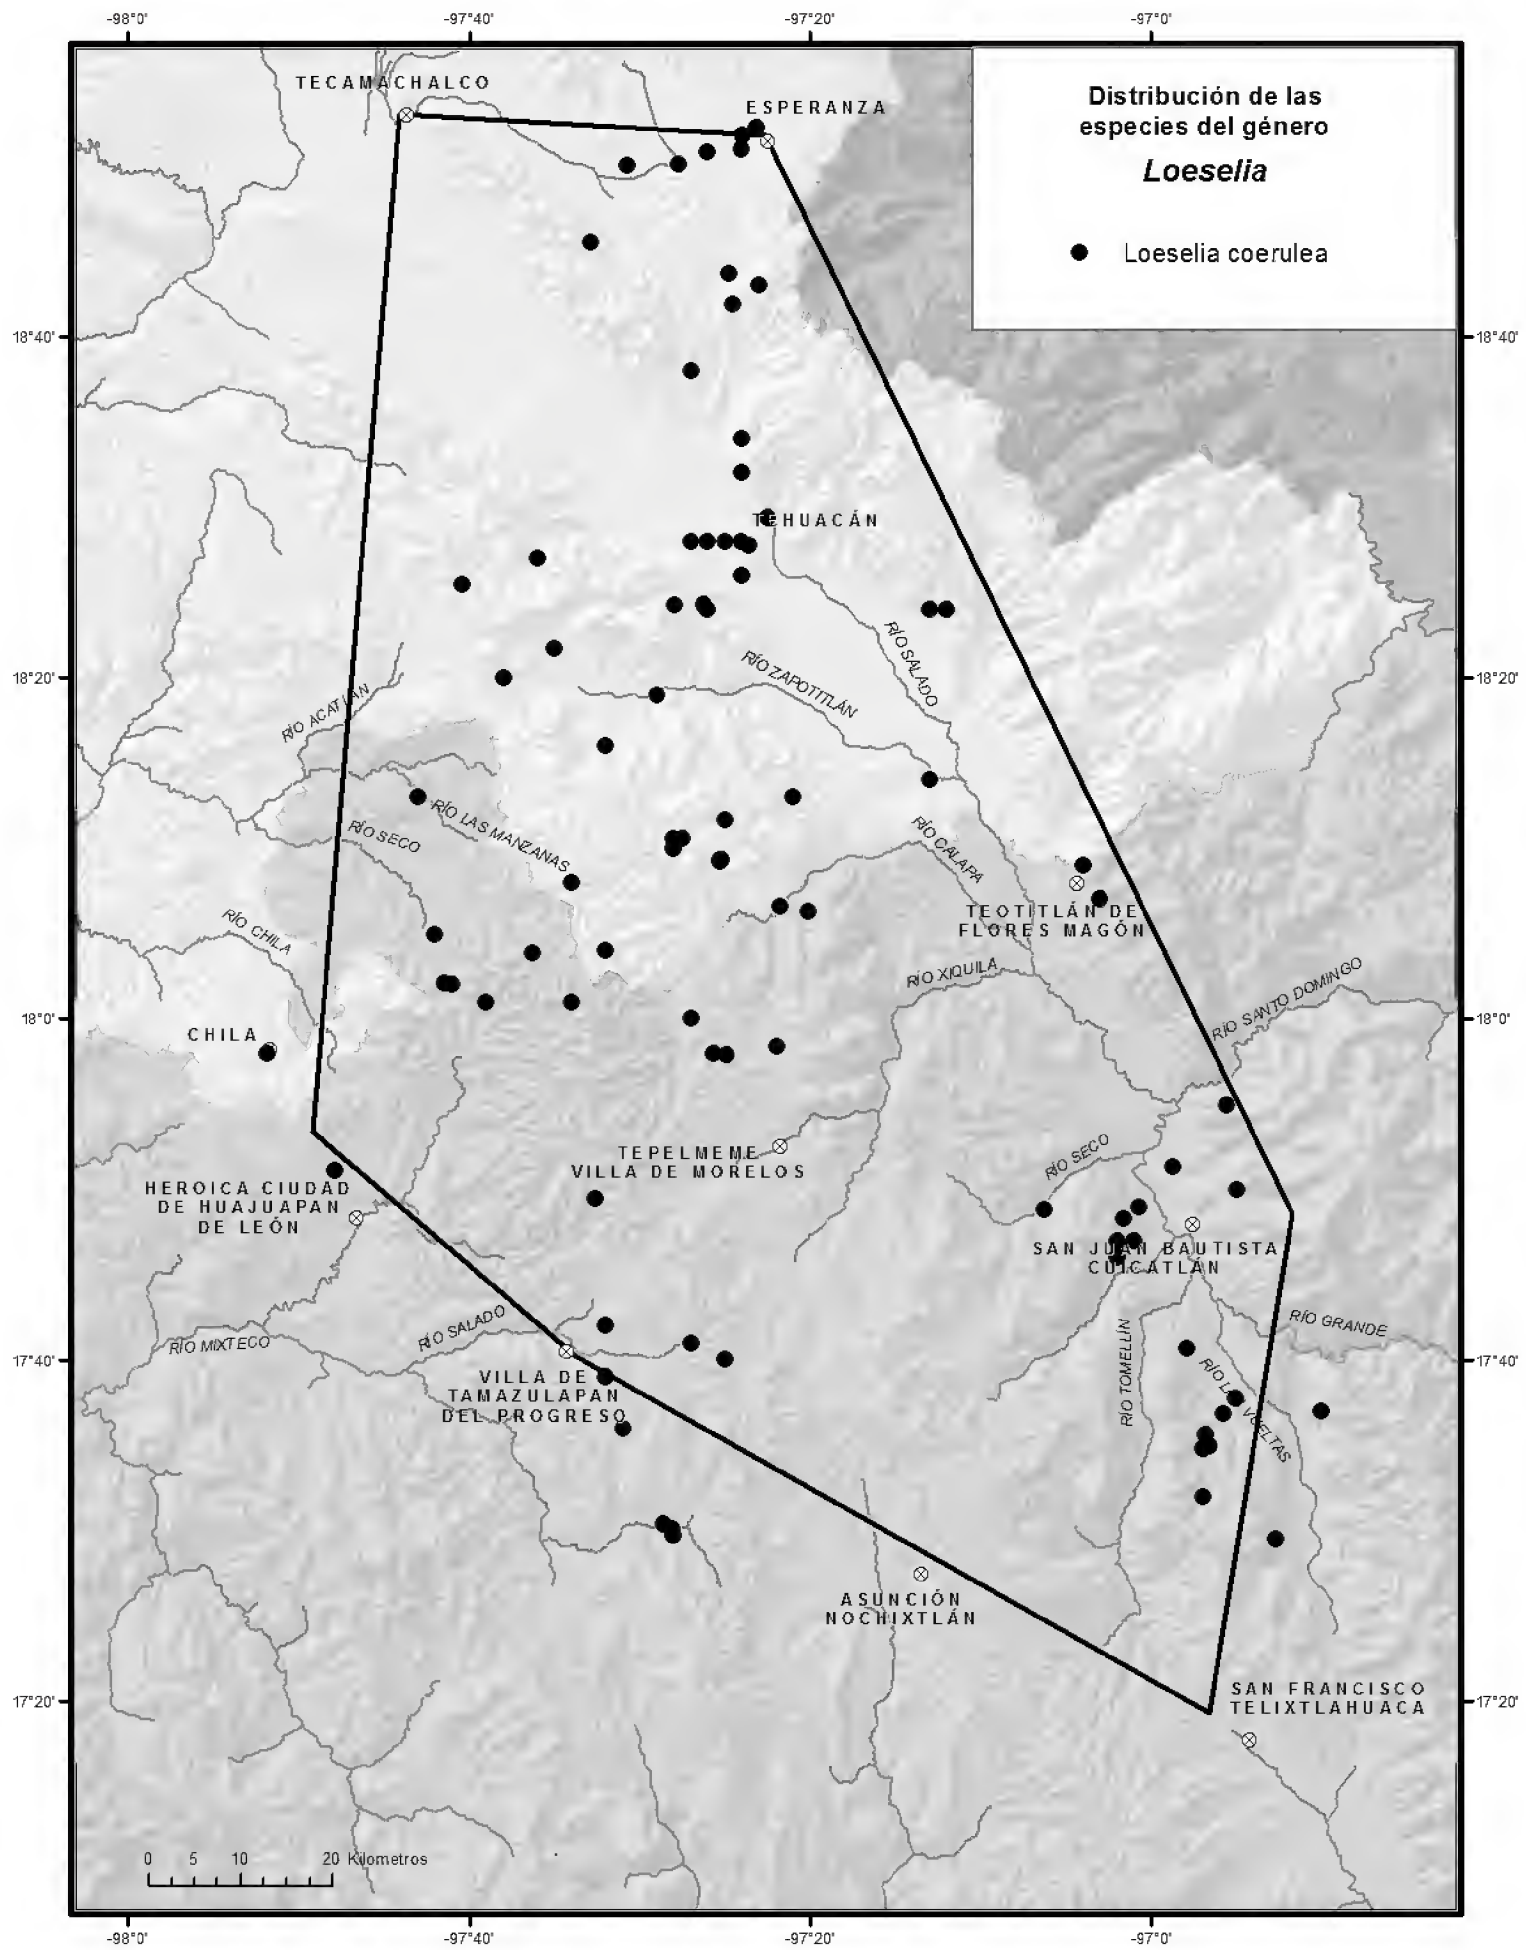 -98°0'
-97°40'
-97°20'
-97°0'
TECAMACHALCO
ESPERANZA
Distribución de las
especies del género
Loeselia
Loeselia coerulea
18°40'
18°40'
TEHUACÁN
RÍO SALADO
RÍO ZAPOTITLÁN
18°20'
18°20'
RÍO ACATLÁN
RÍO LAS MANZANAS
RÍO SECO
RÍO CALAPA
TEOTITLÁN DE
FLORES MAGÓN
RÍO CHILA
RÍO XIQUILA
RÍO SANTO DOMINGO
18°0'
18°0'
CHILA
TEPELMEME
VILLA DE MORELOS
RÍO SECO
HEROICA CIUDAD
DE HUAJUAPAN
DE LEÓN
SAN JUAN BAUTISTA
CUICATLÁN
RÍO GRANDE
RÍO MIXTECO
RÍO SALADO
17°40'
17°40'
VILLA DE
TAMAZULAPAN
DEL PROGRESO
RÍO TOMELLÍN
RÍO VUELTAS
ASUNCIÓN
NOCHIXTLÁN
17°20'
17°20'
SAN FRANCISCO
TELIXTLAHUACA
0 5 10 20 Kilometros
-98°0'
-97°40'
-97°20'
-97°0'